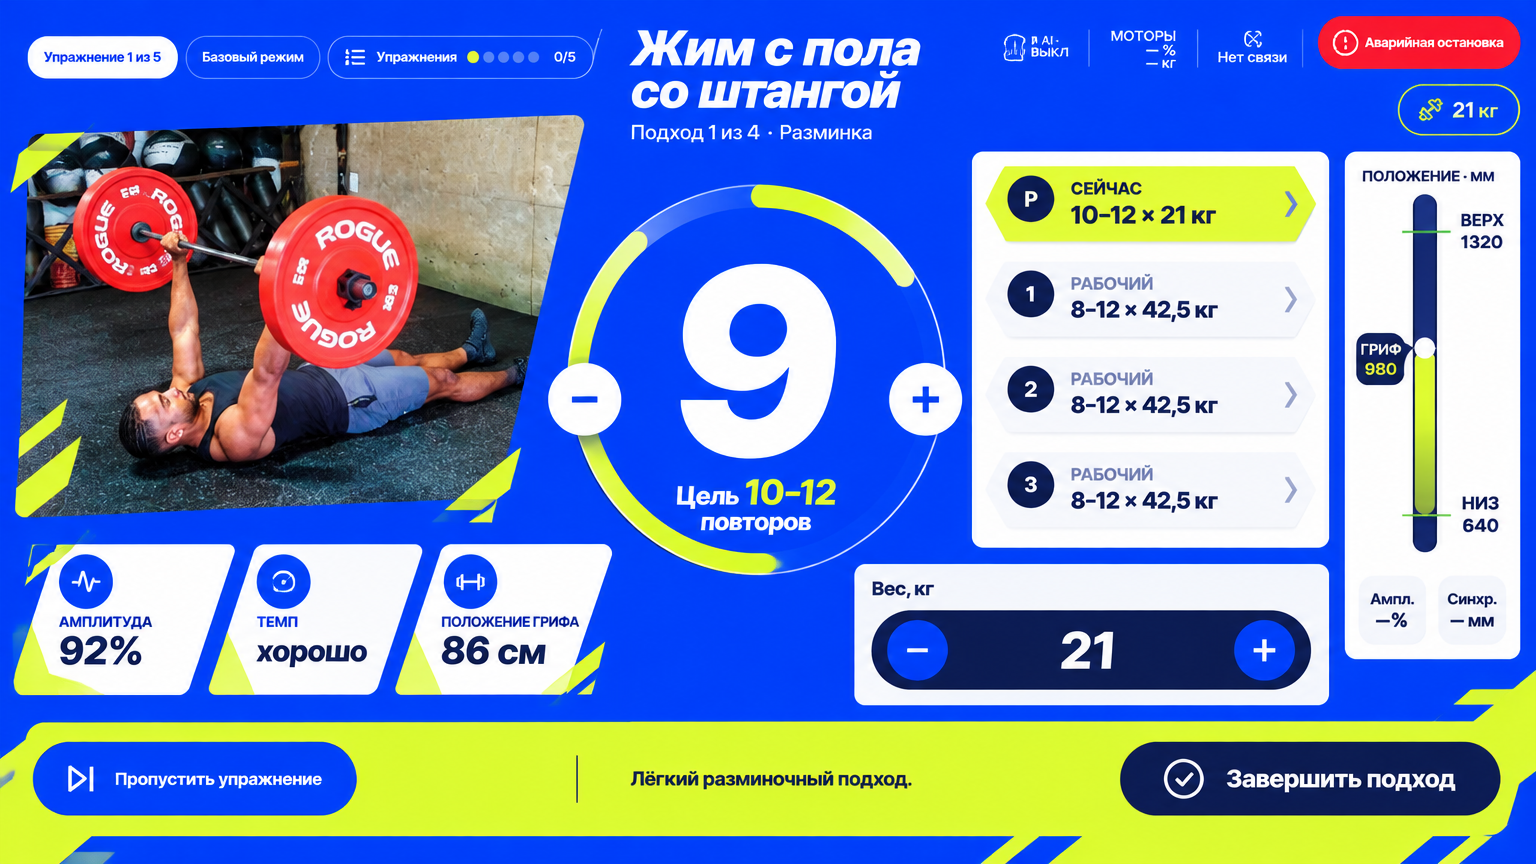 Упражнение 1 из 5
Базовый режим
Упражнения
0/5
Жим с пола
со штангой
Подход 1 из 4 · Разминка
AI ·
ВЫКЛ
МОТОРЫ
— %
— кг
Нет связи
Аварийная остановка
21 кг
ROGUE
ROGUE
ROGUE
ROGUE
9
−
+
Цель 10–12
повторов
Р
СЕЙЧАС
10–12 × 21 кг
1
РАБОЧИЙ
8–12 × 42,5 кг
2
РАБОЧИЙ
8–12 × 42,5 кг
3
РАБОЧИЙ
8–12 × 42,5 кг
ПОЛОЖЕНИЕ · ММ
ВЕРХ
1320
ГРИФ
980
НИЗ
640
Ампл.
—%
Синхр.
— мм
АМПЛИТУДА
92%
ТЕМП
хорошо
ПОЛОЖЕНИЕ ГРИФА
86 см
Вес, кг
−
21
+
Пропустить упражнение
Лёгкий разминочный подход.
Завершить подход